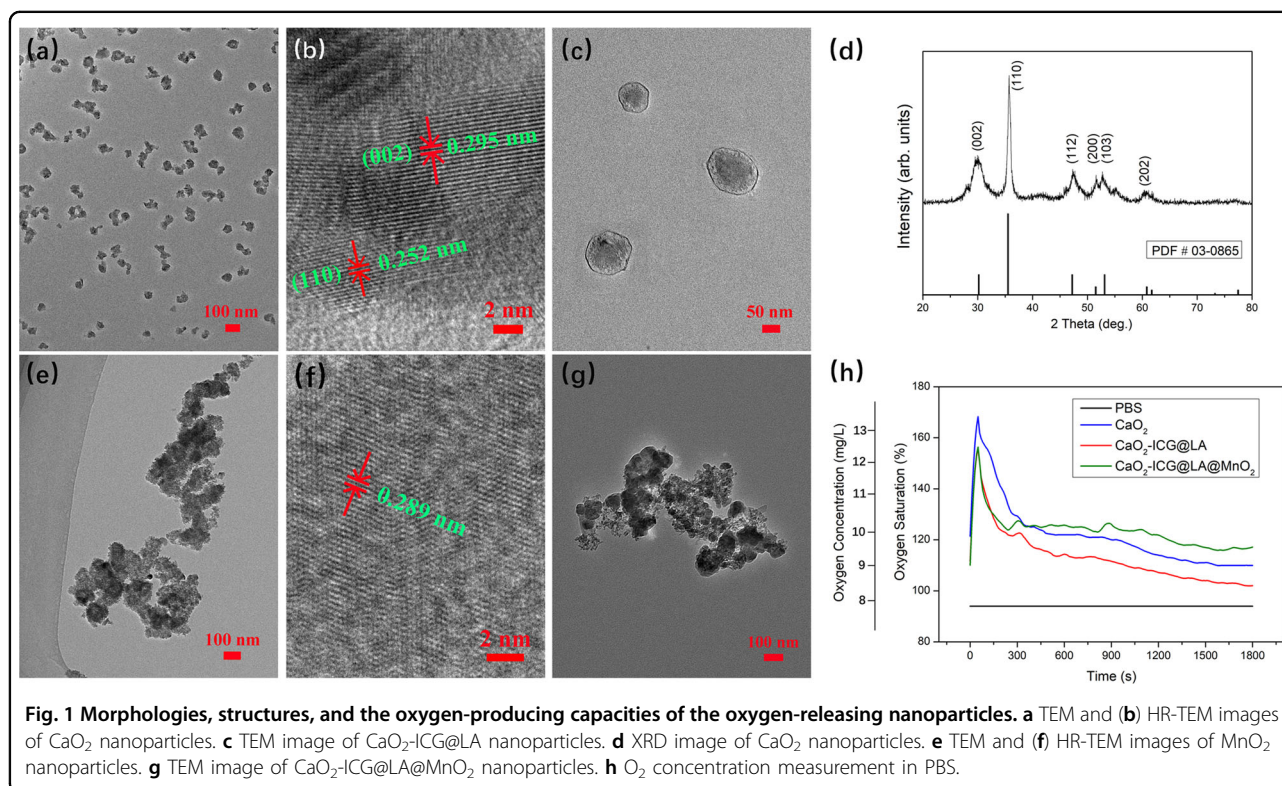 (a)
100 nm
(b)
(002)
0.295 nm
(110)
0.252 nm
2 nm
(c)
50 nm
(d)
(002)
(110)
(112)
(200)
(103)
(202)
PDF # 03-0865
Intensity (arb. units)
20 30 40 50 60 70 80
2 Theta (deg.)
(e)
100 nm
(f)
0.289 nm
2 nm
(g)
100 nm
(h)
Oxygen Concentration (mg/L)
13
12
11
10
9
8
Oxygen Saturation (%)
180
160
140
120
100
80
PBS
CaO₂
CaO₂-ICG@LA
CaO₂-ICG@LA@MnO₂
0 300 600 900 1200 1500 1800
Time (s)
Fig. 1 Morphologies, structures, and the oxygen-producing capacities of the oxygen-releasing nanoparticles. a TEM and (b) HR-TEM images
of CaO₂ nanoparticles. c TEM image of CaO₂-ICG@LA nanoparticles. d XRD image of CaO₂ nanoparticles. e TEM and (f) HR-TEM images of MnO₂
nanoparticles. g TEM image of CaO₂-ICG@LA@MnO₂ nanoparticles. h O₂ concentration measurement in PBS.